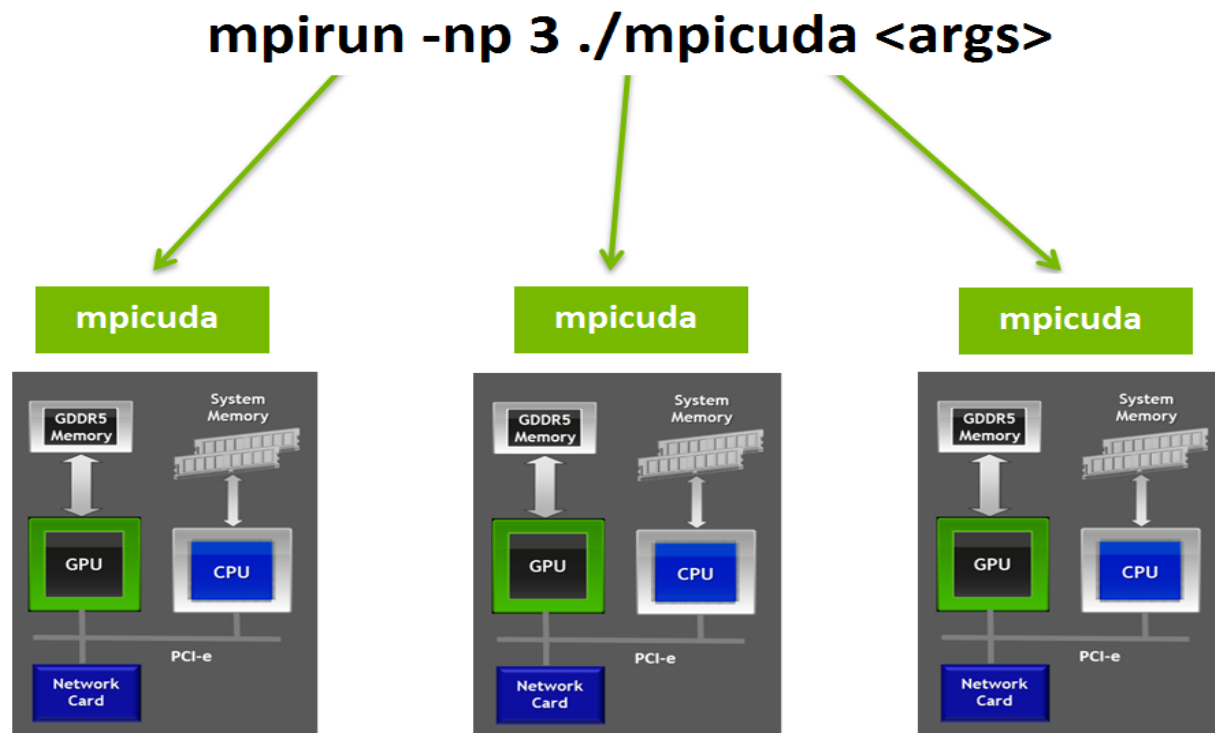 mpirun -np 3 ./mpicuda <args>
mpicuda
mpicuda
mpicuda
GDDR5
Memory
System
Memory
GPU
CPU
PCI-e
Network
Card
GDDR5
Memory
System
Memory
GPU
CPU
PCI-e
Network
Card
GDDR5
Memory
System
Memory
GPU
CPU
PCI-e
Network
Card